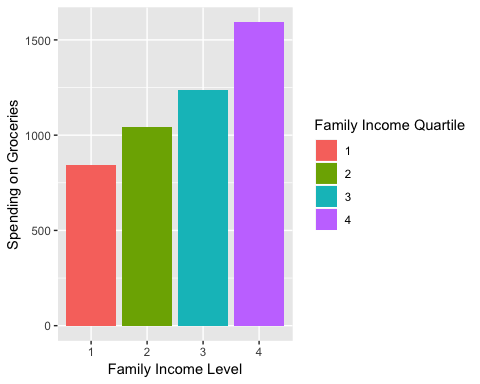 Spending on Groceries
1500
1000
500
0
1 2 3 4
Family Income Level
Family Income Quartile
1
2
3
4